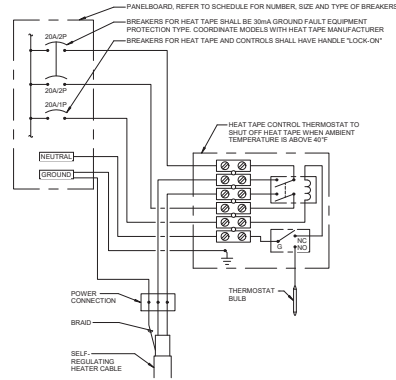 PANELBOARD, REFER TO SCHEDULE FOR NUMBER, SIZE AND TYPE OF BREAKERS
BREAKERS FOR HEAT TAPE SHALL BE 30mA GROUND FAULT EQUIPMENT
PROTECTION TYPE. COORDINATE MODELS WITH HEAT TAPE MANUFACTURER
BREAKERS FOR HEAT TAPE AND CONTROLS SHALL HAVE HANDLE "LOCK-ON"
20A/2P
20A/2P
20A/1P
NEUTRAL
GROUND
HEAT TAPE CONTROL THERMOSTAT TO
SHUT OFF HEAT TAPE WHEN AMBIENT
TEMPERATURE IS ABOVE 40°F
G
NC
NO
THERMOSTAT
BULB
POWER
CONNECTION
BRAID
SELF-
REGULATING
HEATER CABLE